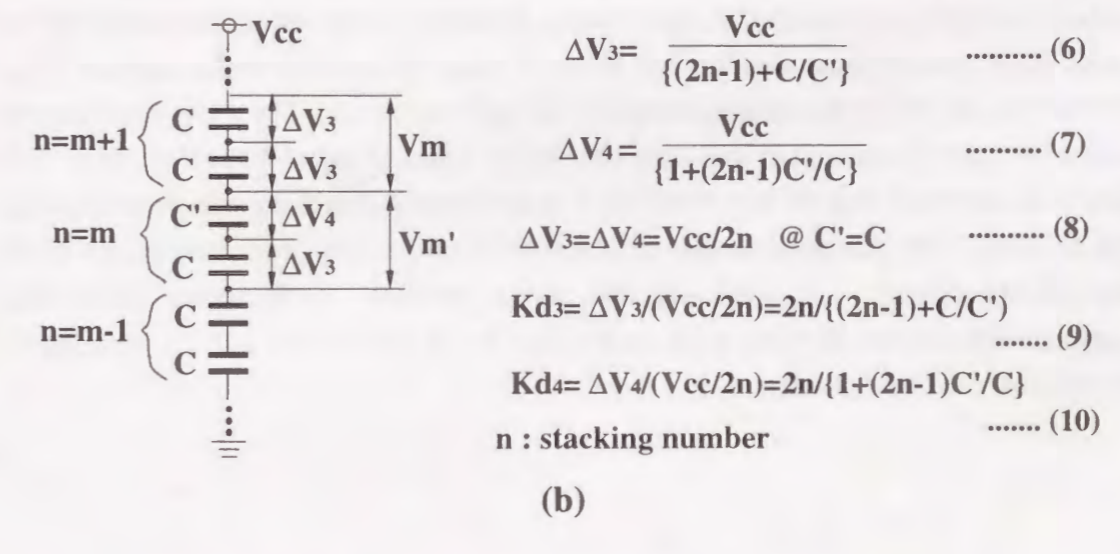 Vcc
n=m+1
C
C
ΔV3
ΔV3
Vm
n=m
C'
C
ΔV4
ΔV3
Vm'
n=m-1
C
C
ΔV3= Vcc / {(2n-1)+C/C'} .......... (6)
ΔV4= Vcc / {1+(2n-1)C'/C} .......... (7)
ΔV3=ΔV4=Vcc/2n @ C'=C .......... (8)
Kd3= ΔV3/(Vcc/2n)=2n/{(2n-1)+C/C')
....... (9)
Kd4= ΔV4/(Vcc/2n)=2n/{1+(2n-1)C'/C}
....... (10)
n : stacking number
(b)